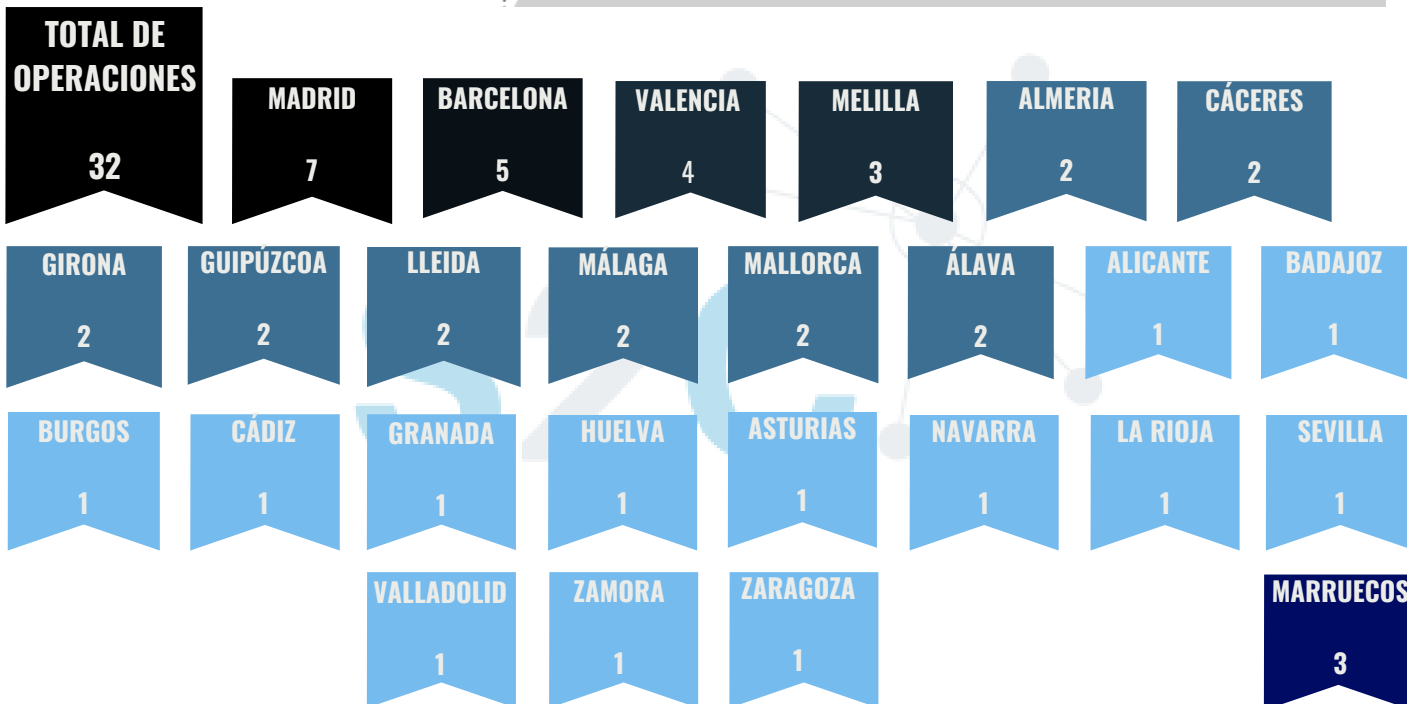 TOTAL DE
OPERACIONES
32
MADRID
7
BARCELONA
5
VALENCIA
4
MELILLA
3
ALMERIA
2
CÁCERES
2
GIRONA
2
GUIPÚZCOA
2
LLEIDA
2
MÁLAGA
2
MALLORCA
2
ÁLAVA
2
ALICANTE
1
BADAJOZ
1
BURGOS
1
CÁDIZ
1
GRANADA
1
HUELVA
1
ASTURIAS
1
NAVARRA
1
LA RIOJA
1
SEVILLA
1
VALLADOLID
1
ZAMORA
1
ZARAGOZA
1
MARRUECOS
3